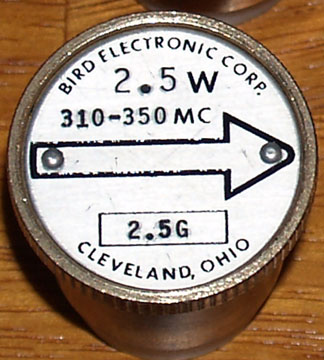 BIRD ELECTRONIC CORP.
2.5 W
310-350 MC
2.5G
CLEVELAND, OHIO